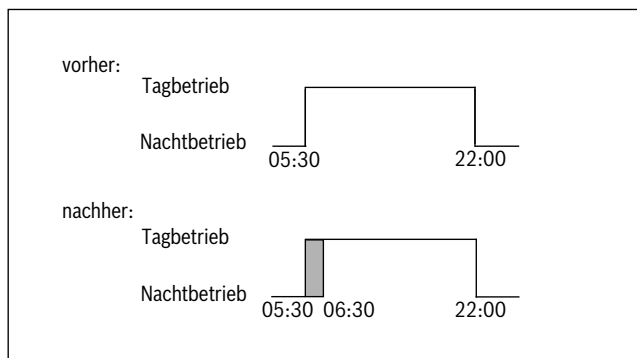 vorher:
Tagbetrieb
Nachtbetrieb
05:30 22:00
nachher:
Tagbetrieb
Nachtbetrieb
05:30 06:30 22:00